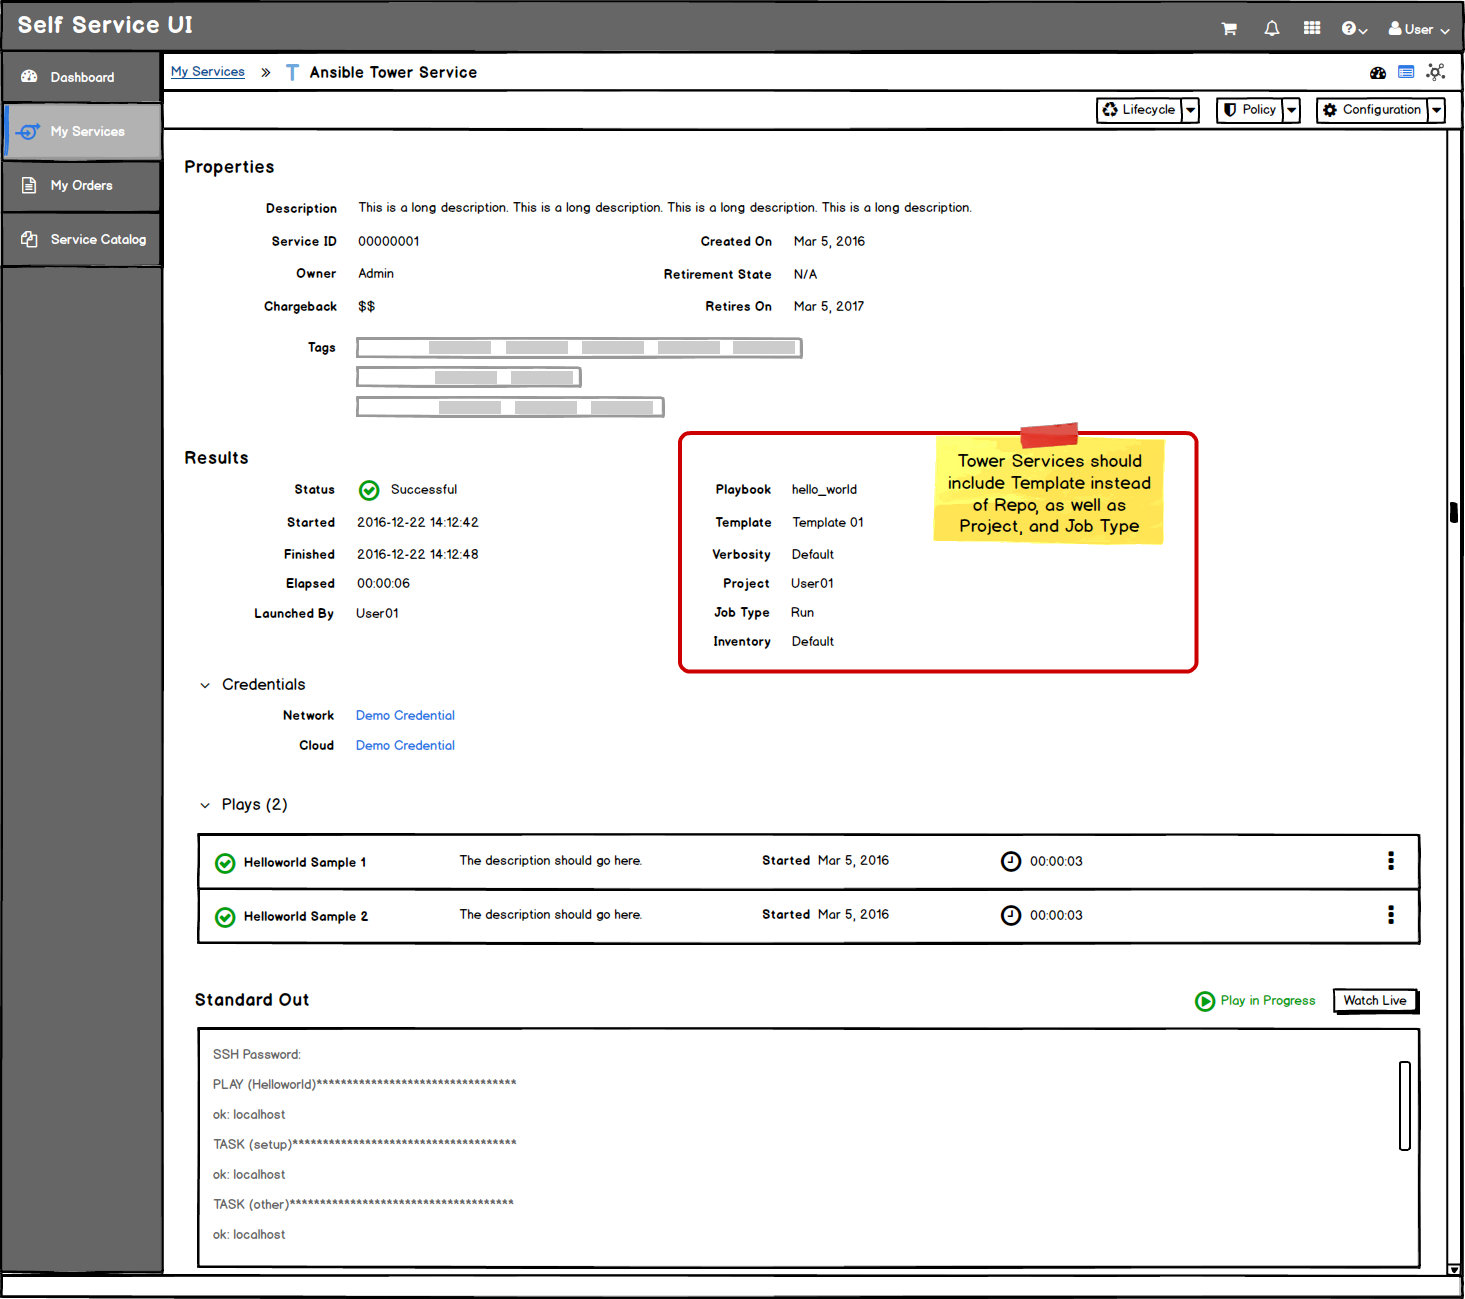 Self Service UI
User
Dashboard
My Services
My Orders
Service Catalog
My Services » T Ansible Tower Service
Lifecycle
Policy
Configuration
Properties
Description This is a long description. This is a long description. This is a long description. This is a long description.
Service ID 00000001 Created On Mar 5, 2016
Owner Admin Retirement State N/A
Chargeback $$ Retires On Mar 5, 2017
Tags
Results
Status Successful
Started 2016-12-22 14:12:42
Finished 2016-12-22 14:12:48
Elapsed 00:00:06
Launched By User01
Playbook hello_world
Template Template 01
Verbosity Default
Project User01
Job Type Run
Inventory Default
Tower Services should
include Template instead
of Repo, as well as
Project, and Job Type
Credentials
Network Demo Credential
Cloud Demo Credential
Plays (2)
Helloworld Sample 1 The description should go here. Started Mar 5, 2016 00:00:03
Helloworld Sample 2 The description should go here. Started Mar 5, 2016 00:00:03
Standard Out
Play in Progress
Watch Live
SSH Password:
PLAY (Helloworld)*********************************
ok: localhost
TASK (setup)*************************************
ok: localhost
TASK (other)*************************************
ok: localhost